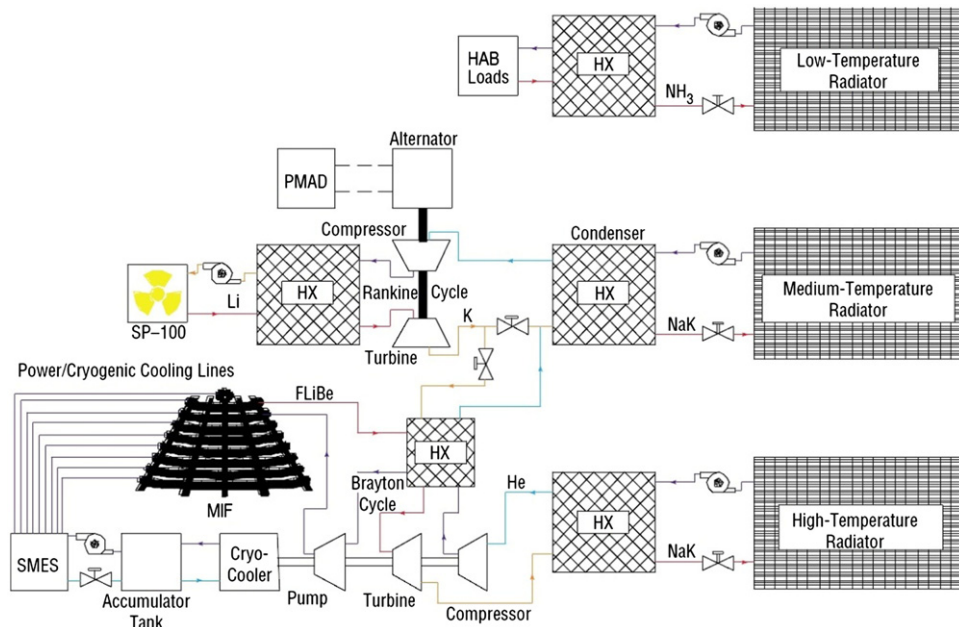 HAB
Loads
HX
NH3
Low-Temperature
Radiator
Alternator
PMAD
Compressor
Condenser
HX
Li
SP–100
Rankine
Cycle
K
Turbine
HX
NaK
Medium-Temperature
Radiator
Power/Cryogenic Cooling Lines
FLiBe
MIF
HX
Brayton
Cycle
He
HX
NaK
High-Temperature
Radiator
SMES
Accumulator
Tank
Cryo-
Cooler
Pump
Turbine
Compressor